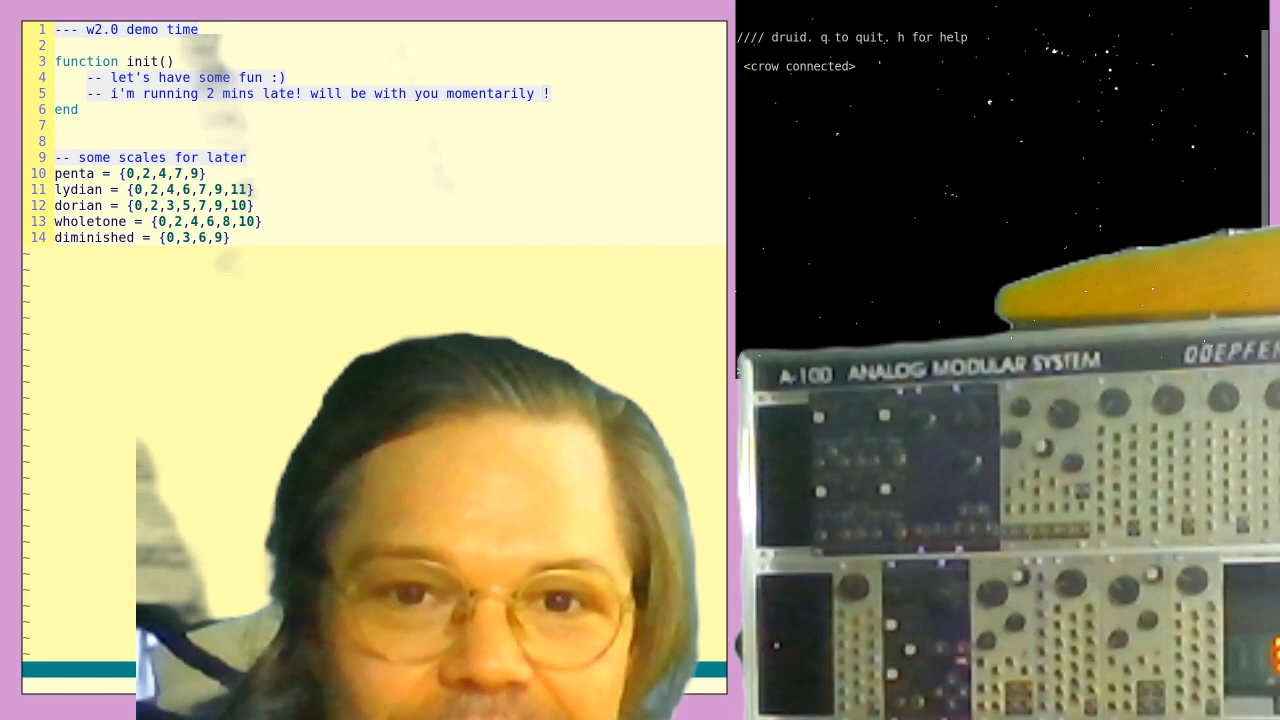 1 --- w2.0 demo time
2
3 function init()
4     -- let's have some fun :)
5     -- i'm running 2 mins late! will be with you momentarily !
6 end
7
8
9 -- some scales for later
10 penta = {0,2,4,7,9}
11 lydian = {0,2,4,6,7,9,11}
12 dorian = {0,2,3,5,7,9,10}
13 wholetone = {0,2,4,6,8,10}
14 diminished = {0,3,6,9}
//// druid. q to quit. h for help
<crow connected>
A-100 ANALOG MODULAR SYSTEM DOEPFER